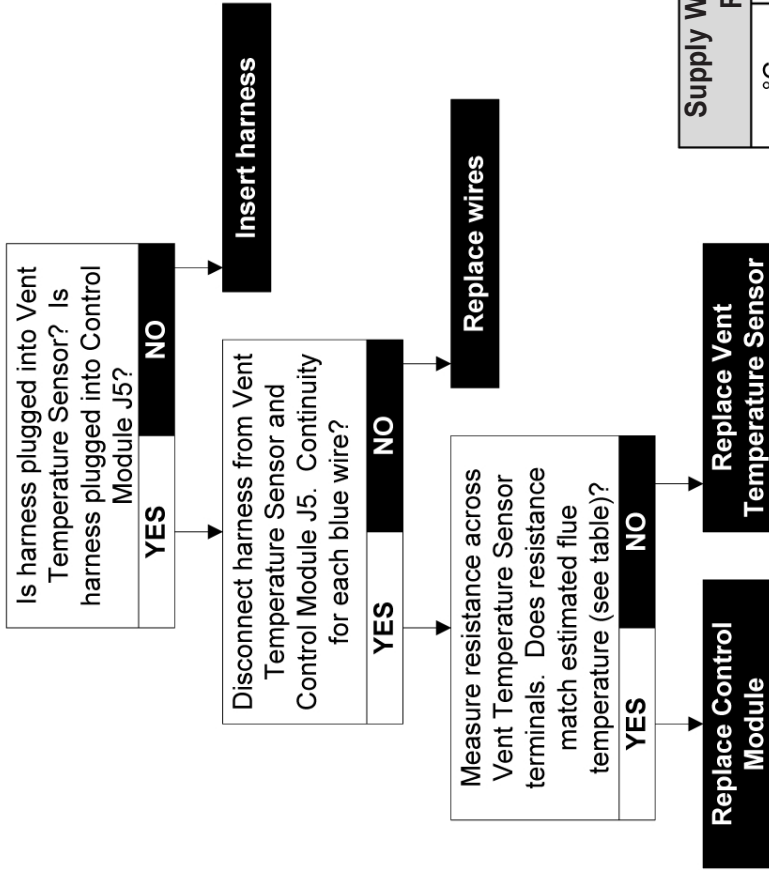 Is harness plugged into Vent
Temperature Sensor? Is
harness plugged into Control
Module J5?
YES
NO
Insert harness
Disconnect harness from Vent
Temperature Sensor and
Control Module J5. Continuity
for each blue wire?
YES
NO
Replace wires
Measure resistance across
Vent Temperature Sensor
terminals. Does resistance
match estimated flue
temperature (see table)?
YES
NO
Replace Control
Module
Replace Vent
Temperature Sensor
Supply W
°C